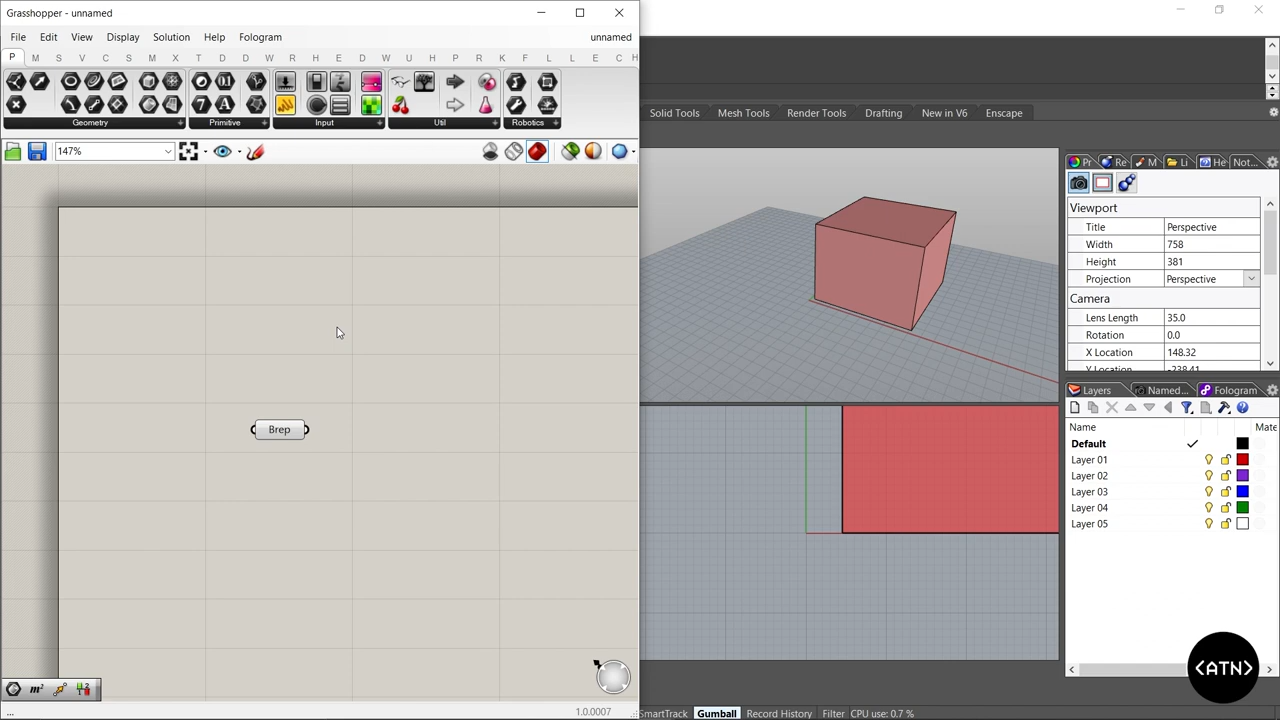 Grasshopper - unnamed
File Edit View Display Solution Help Fologram unnamed
P M S V C S M X T D W R H E D W U T C D P R K S F L L E C H
Geometry Primitive Input Util Robotics
147%
Brep
m²
... 1.0.0007
Solid Tools Mesh Tools Render Tools Drafting New in V6 Enscape
Pr Re M Li He Not...
Viewport
Title Perspective
Width 758
Height 381
Projection Perspective
Camera
Lens Length 35.0
Rotation 0.0
X Location 148.32
Y Location -238.41
Layers Named... Fologram
Name Mate
Default
Layer 01
Layer 02
Layer 03
Layer 04
Layer 05
<ATN>
SmartTrack Gumball Record History Filter CPU use: 0.7 %